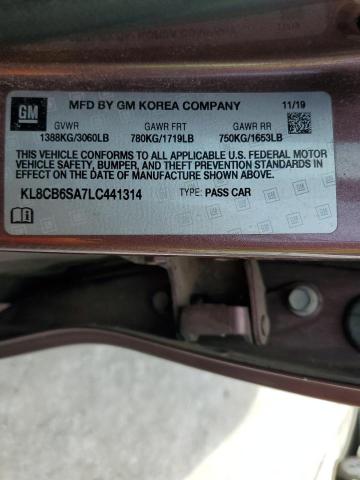 GM
MFD BY GM KOREA COMPANY 11/19
GVWR GAWR FRT GAWR RR
1388KG/3060LB 780KG/1719LB 750KG/1653LB
THIS VEHICLE CONFORMS TO ALL APPLICABLE U.S. FEDERAL MOTOR
VEHICLE SAFETY, BUMPER, AND THEFT PREVENTION STANDARDS
IN EFFECT ON THE DATE OF MANUFACTURE SHOWN ABOVE.
KL8CB6SA7LC441314 TYPE: PASS CAR